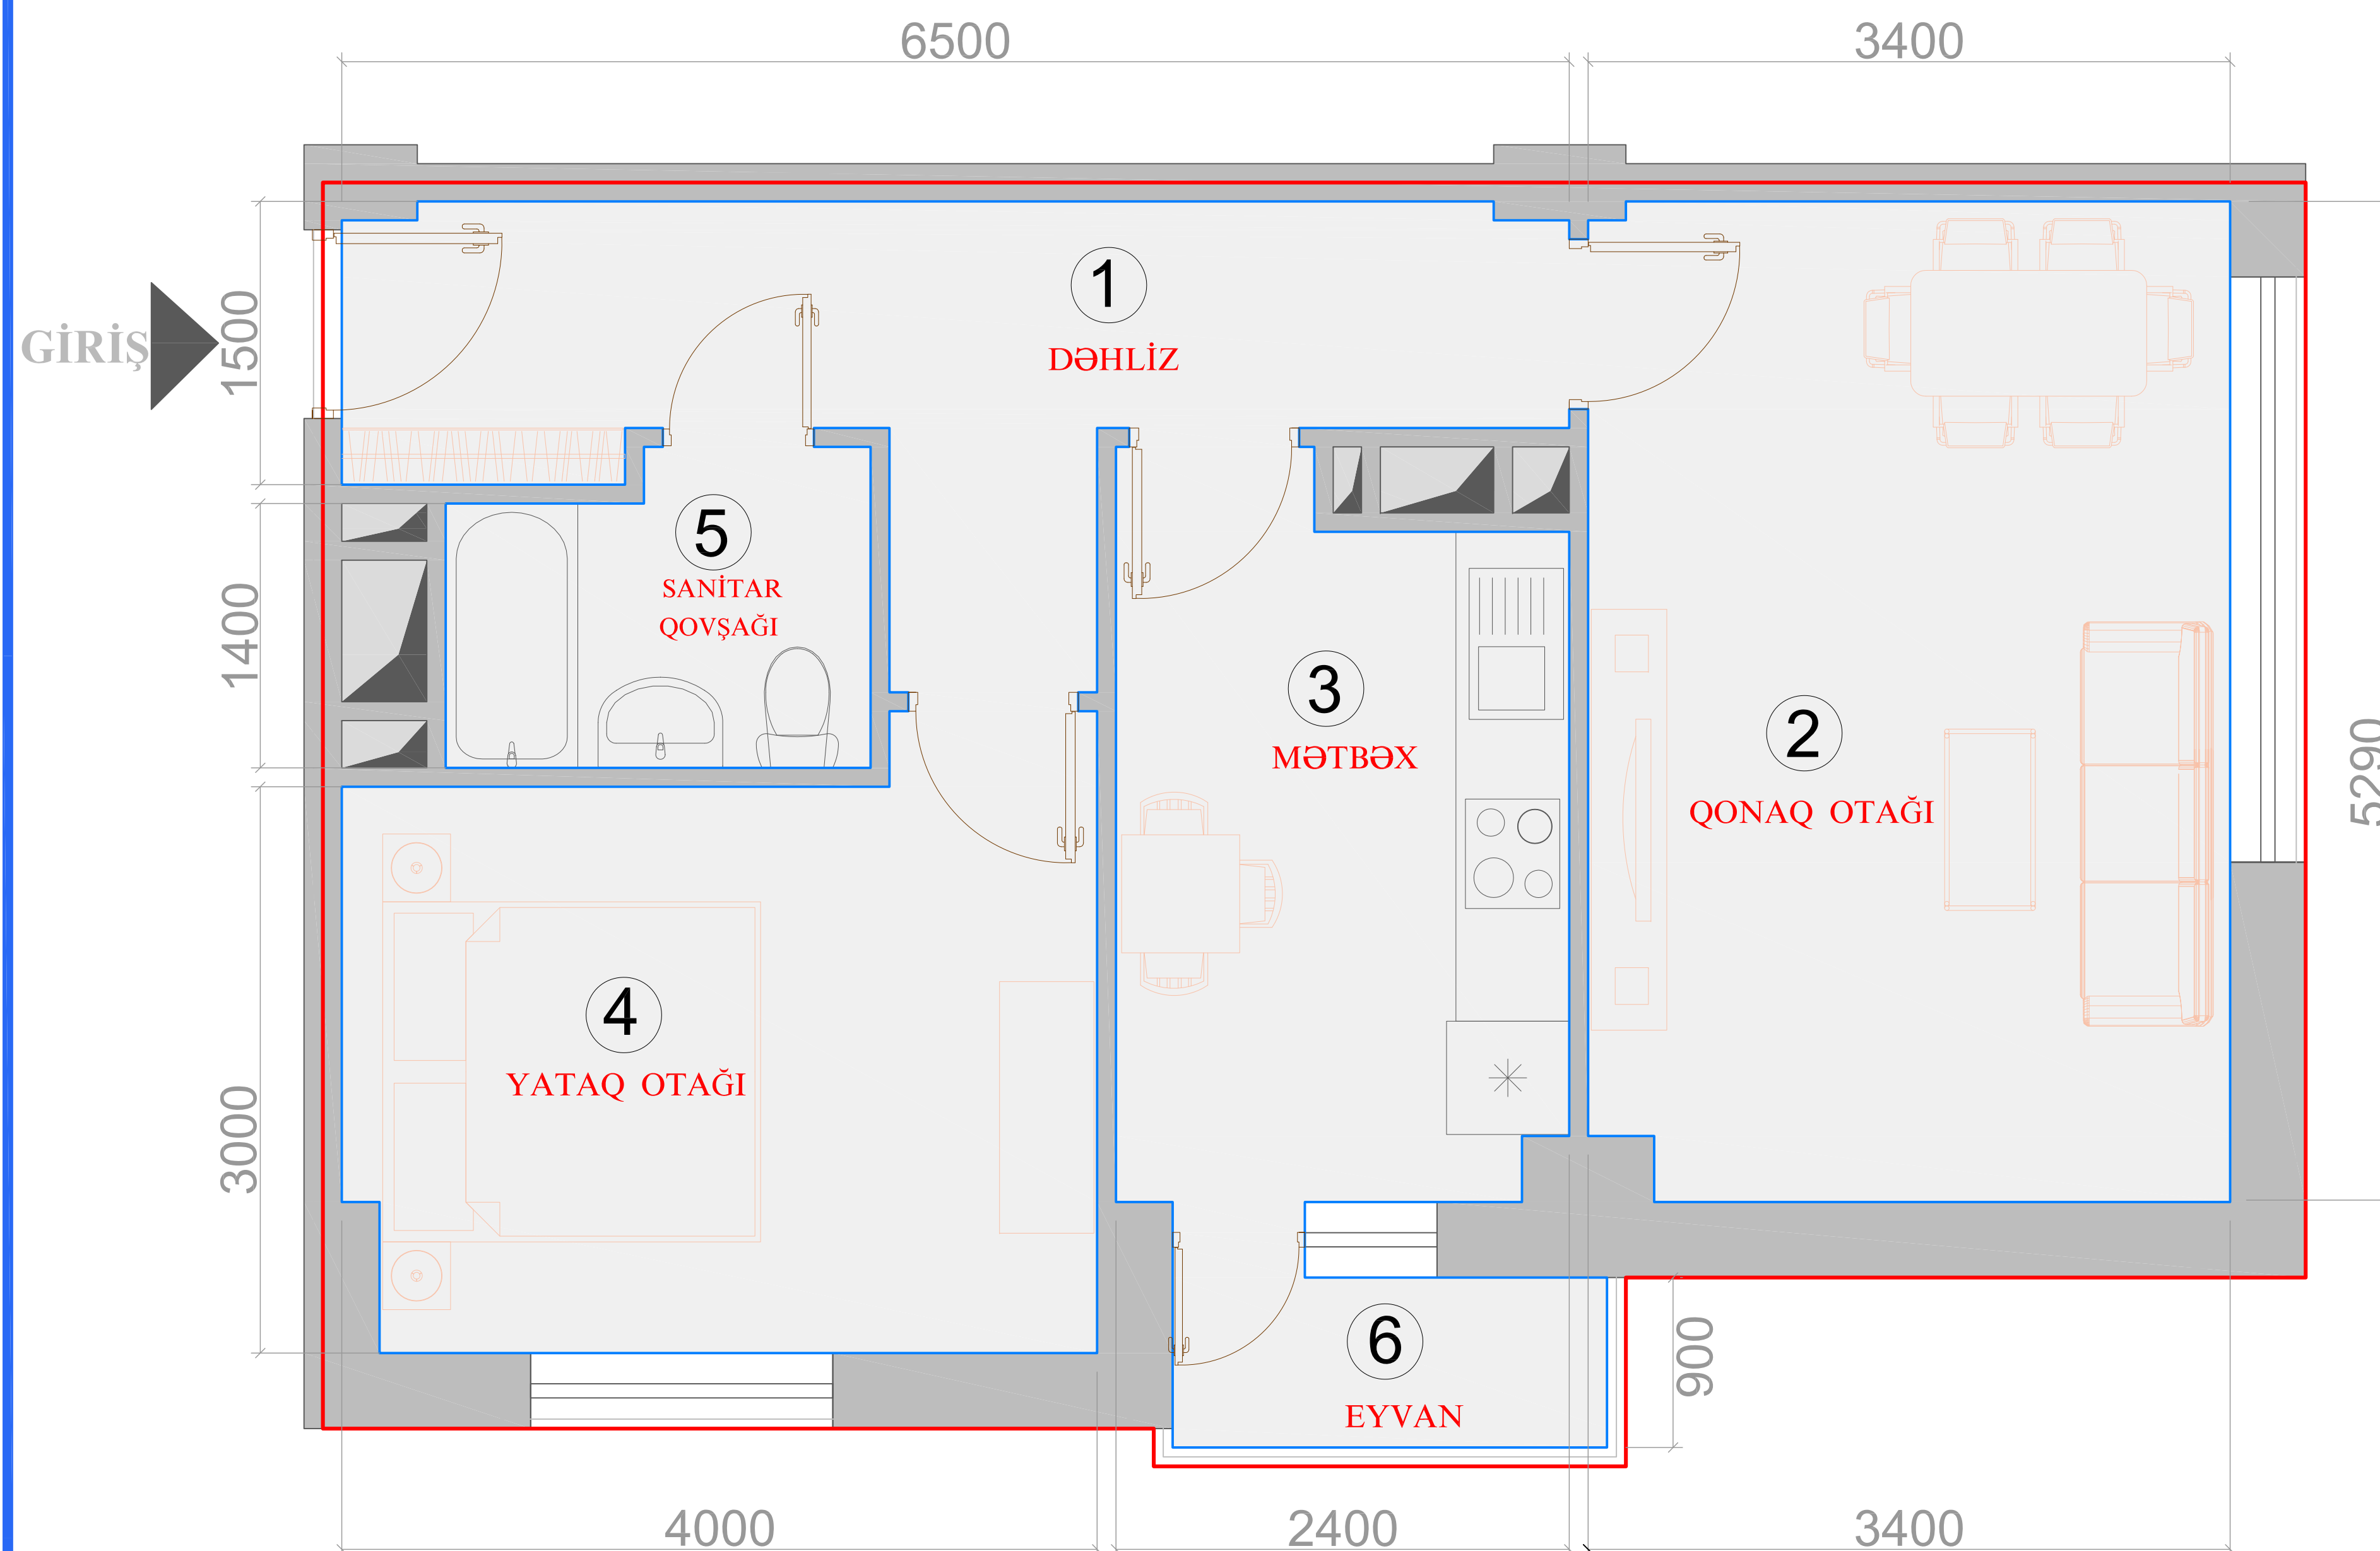 6500
3400
GİRİŞ
1500
1
DƏHLİZ
5
SANİTAR
QOVŞAĞI
1400
3
MƏTBƏX
2
QONAQ OTAĞI
5290
4
YATAQ OTAĞI
3000
6
EYVAN
900
4000
2400
3400